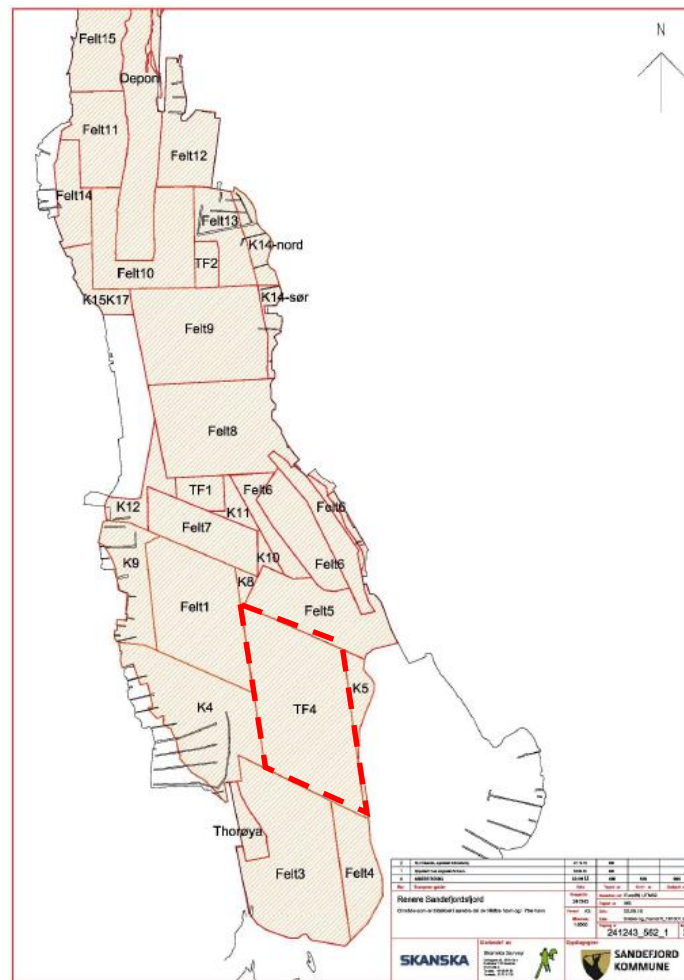 N
Felt15
Deponi
Felt11
Felt12
Felt14
Felt13
K14-nord
TF2
Felt10
K15K17
K14-sør
Felt9
Felt8
TF1
Felt6
K12
K11
Felt6
Felt7
K9
K10
Felt6
K8
Felt1
Felt5
K5
K4
TF4
Thorøya
Felt3
Felt4
Renere Sandefjordsfjord
241243_562_1
SKANSKA
SANDEFJORD
KOMMUNE